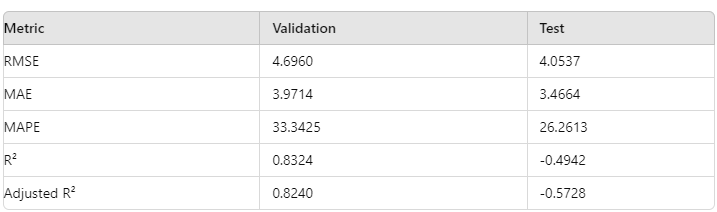 Metric Validation Test
RMSE 4.6960 4.0537
MAE 3.9714 3.4664
MAPE 33.3425 26.2613
R² 0.8324 -0.4942
Adjusted R² 0.8240 -0.5728